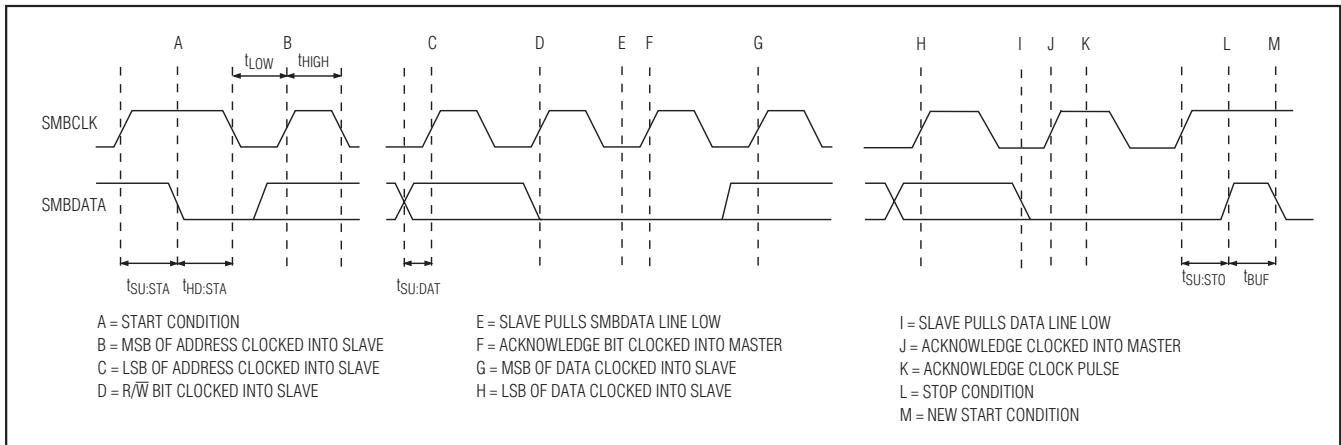 A B C D E F G H I J K L M
tLOW tHIGH
SMBCLK
SMBDATA
tSU:STA tHD:STA tSU:DAT tSU:STO tBUF
A = START CONDITION
B = MSB OF ADDRESS CLOCKED INTO SLAVE
C = LSB OF ADDRESS CLOCKED INTO SLAVE
D = R/W̅ BIT CLOCKED INTO SLAVE
E = SLAVE PULLS SMBDATA LINE LOW
F = ACKNOWLEDGE BIT CLOCKED INTO MASTER
G = MSB OF DATA CLOCKED INTO SLAVE
H = LSB OF DATA CLOCKED INTO SLAVE
I = SLAVE PULLS DATA LINE LOW
J = ACKNOWLEDGE CLOCKED INTO MASTER
K = ACKNOWLEDGE CLOCK PULSE
L = STOP CONDITION
M = NEW START CONDITION